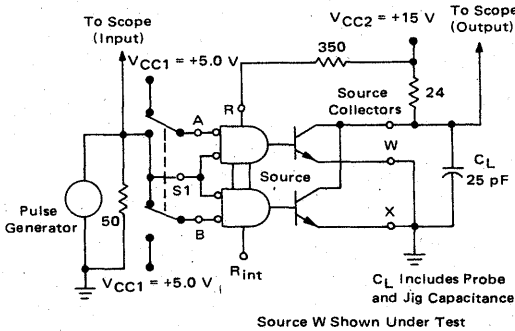 To Scope
(Input)
VCC1 = +5.0 V
VCC2 = +15 V
To Scope
(Output)
350
24
R
Source
Collectors
A
W
S1
Source
CL
25 pF
Pulse
Generator
50
B
X
Rint
VCC1 = +5.0 V
CL Includes Probe
and Jig Capacitance
Source W Shown Under Test